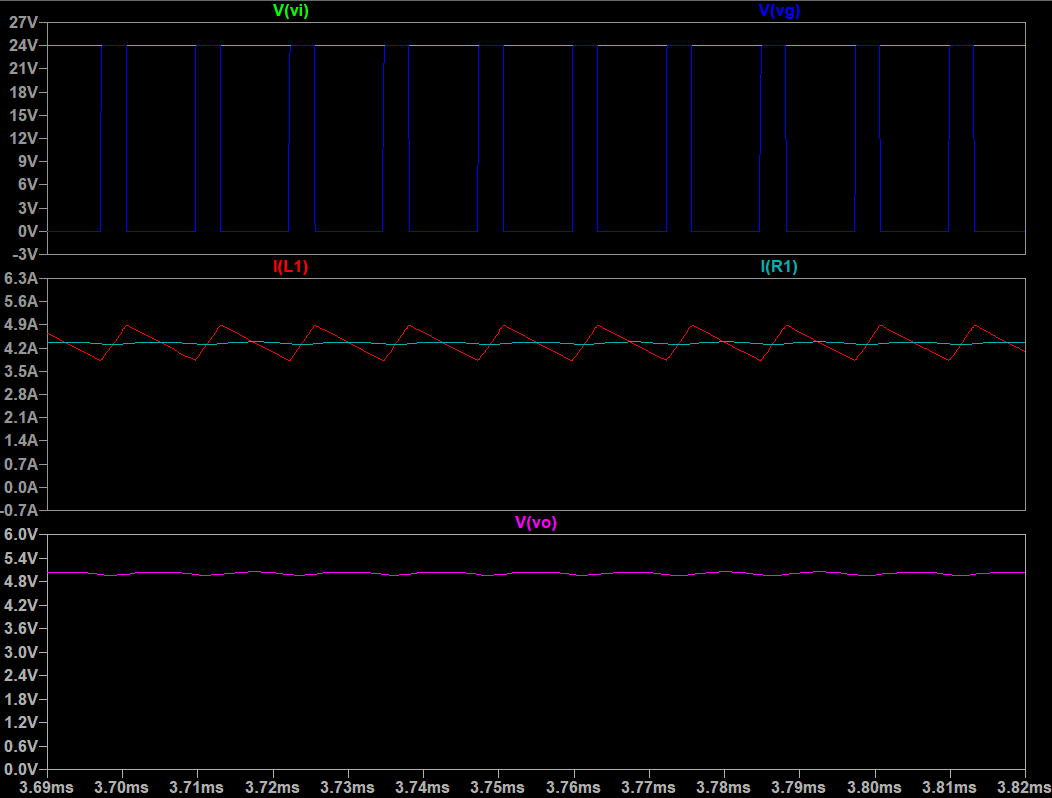 V(vi) V(vg)
27V
24V
21V
18V
15V
12V
9V
6V
3V
0V
-3V
I(L1) I(R1)
6.3A
5.6A
4.9A
4.2A
3.5A
2.8A
2.1A
1.4A
0.7A
0.0A
-0.7A
V(vo)
6.0V
5.4V
4.8V
4.2V
3.6V
3.0V
2.4V
1.8V
1.2V
0.6V
0.0V
3.69ms 3.70ms 3.71ms 3.72ms 3.73ms 3.74ms 3.75ms 3.76ms 3.77ms 3.78ms 3.79ms 3.80ms 3.81ms 3.82ms